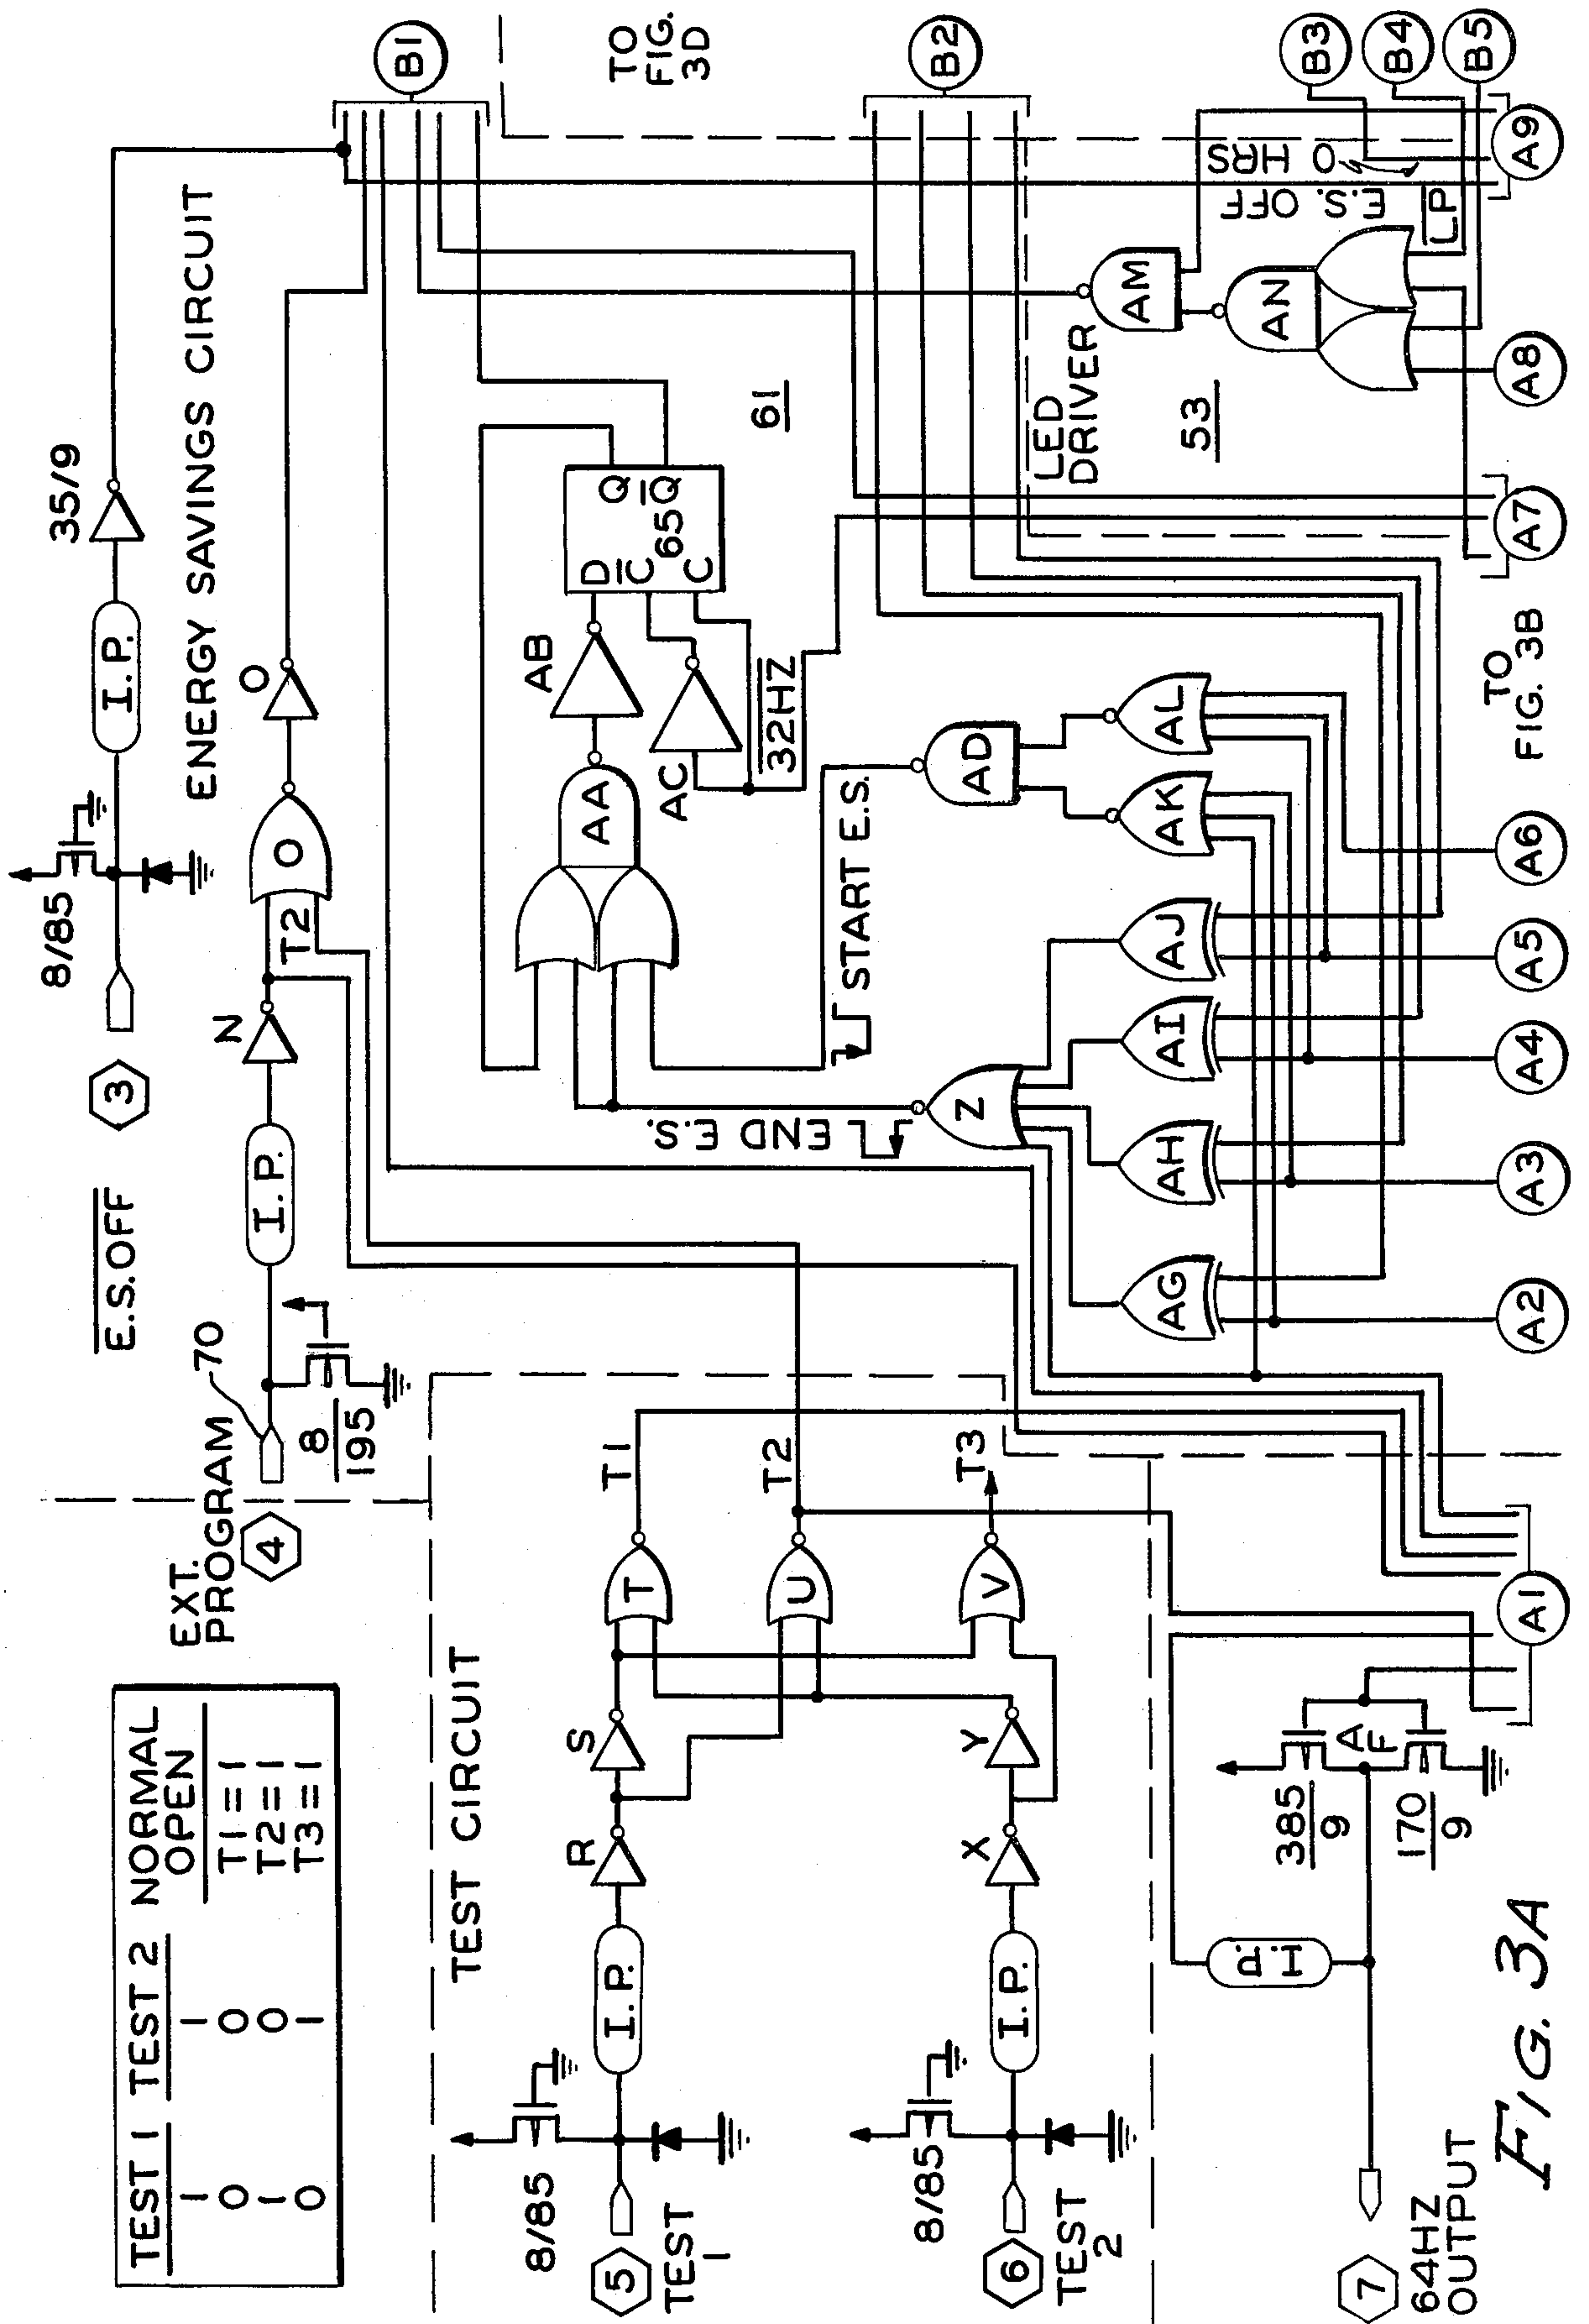 TEST 1 TEST 2 NORMAL
1 1 OPEN
0 0 T1=1
1 0 T2=1
0 1 T3=1
EXT.
PROGRAM
70
4
8
195
I.P.
N
T2
O
O
E.S.OFF
3
8/85
I.P.
35/9
ENERGY SAVINGS CIRCUIT
B1
TO
FIG.
3D
TEST CIRCUIT
8/85
5
TEST
1
I.P.
R
S
T
T1
U
T2
8/85
6
TEST
2
I.P.
X
Y
V
T3
AA
AB
AC
32HZ
D
C
C
Q
Q
65
61
START E.S.
END E.S.
Z
AD
AG
AH
AI
AJ
AK
AL
B2
LED
DRIVER
53
AM
AN
E.S. OFF
0 HRS
LP
B3
B4
B5
7
64HZ
OUTPUT
I.P.
385
9
170
9
A
F
A1
A2
A3
A4
A5
A6
TO
FIG. 3B
A7
A8
A9
FIG. 3A